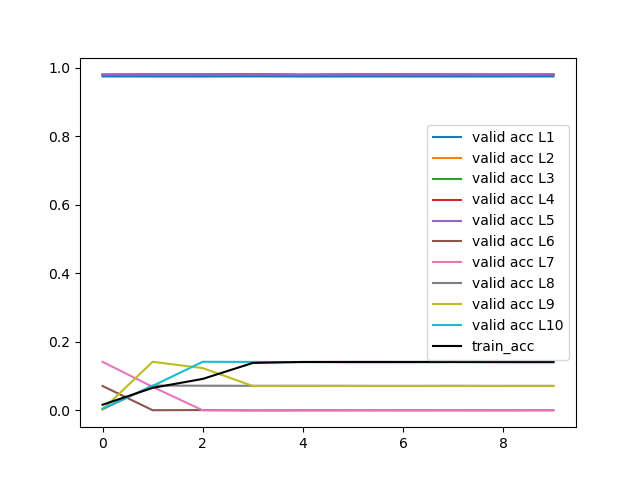 1.0
0.8
0.6
0.4
0.2
0.0
0 2 4 6 8
valid acc L1
valid acc L2
valid acc L3
valid acc L4
valid acc L5
valid acc L6
valid acc L7
valid acc L8
valid acc L9
valid acc L10
train_acc